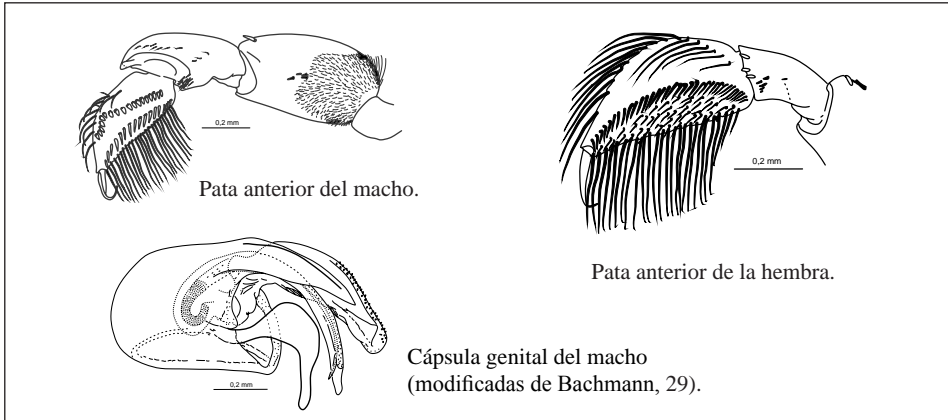 0,2 mm
Pata anterior del macho.
0,2 mm
Pata anterior de la hembra.
0,2 mm
Cápsula genital del macho
(modificadas de Bachmann, 29).